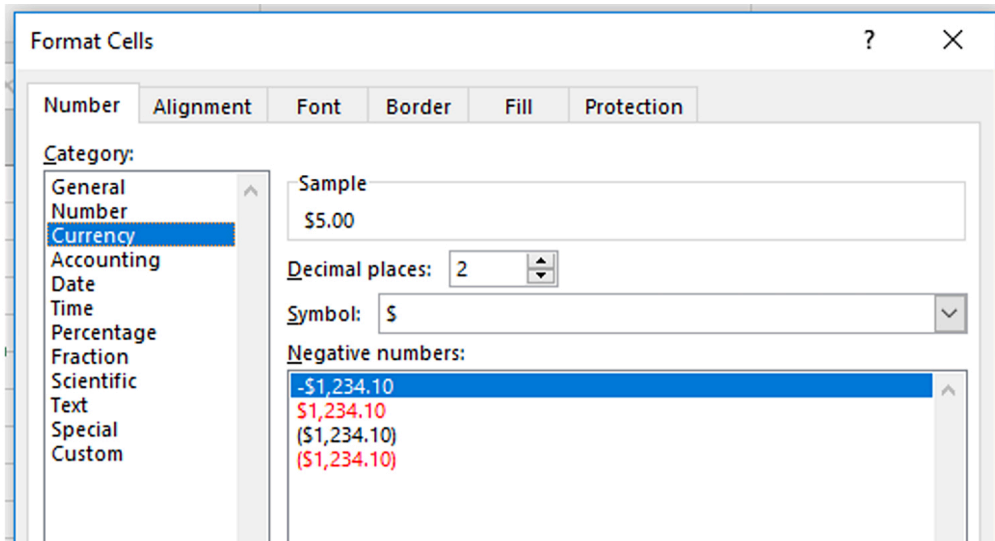 Format Cells ? X
Number Alignment Font Border Fill Protection
Category:
General
Number
Currency
Accounting
Date
Time
Percentage
Fraction
Scientific
Text
Special
Custom
Sample
$5.00
Decimal places: 2
Symbol: $
Negative numbers:
-$1,234.10
$1,234.10
($1,234.10)
($1,234.10)